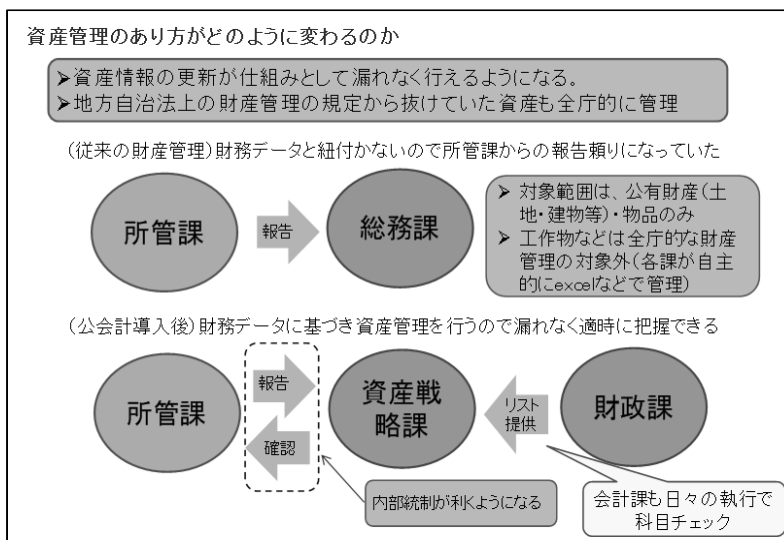 資産管理のあり方がどのように変わるのか
➢資産情報の更新が仕組みとして漏れなく行えるようになる。
➢地方自治法上の財産管理の規定から抜けていた資産も全庁的に管理
(従来の財産管理)財務データと紐付かないので所管課からの報告頼りになっていた
所管課
報告
総務課
➢ 対象範囲は、公有財産(土
地・建物等)・物品のみ
➢ 工作物などは全庁的な財産
管理の対象外(各課が自主
的にexcelなどで管理)
(公会計導入後)財務データに基づき資産管理を行うので漏れなく適時に把握できる
所管課
報告
確認
資産戦
略課
リスト
提供
財政課
内部統制が利くようになる
会計課も日々の執行で
科目チェック